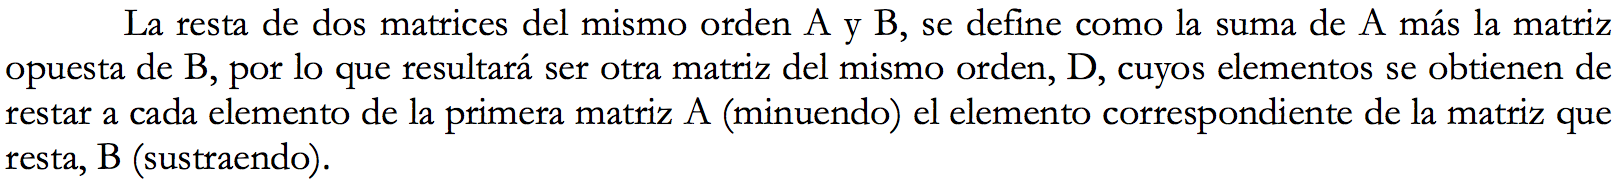 La resta de dos matrices del mismo orden A y B, se define como la suma de A más la matriz
opuesta de B, por lo que resultará ser otra matriz del mismo orden, D, cuyos elementos se obtienen de
restar a cada elemento de la primera matriz A (minuendo) el elemento correspondiente de la matriz que
resta, B (sustraendo).